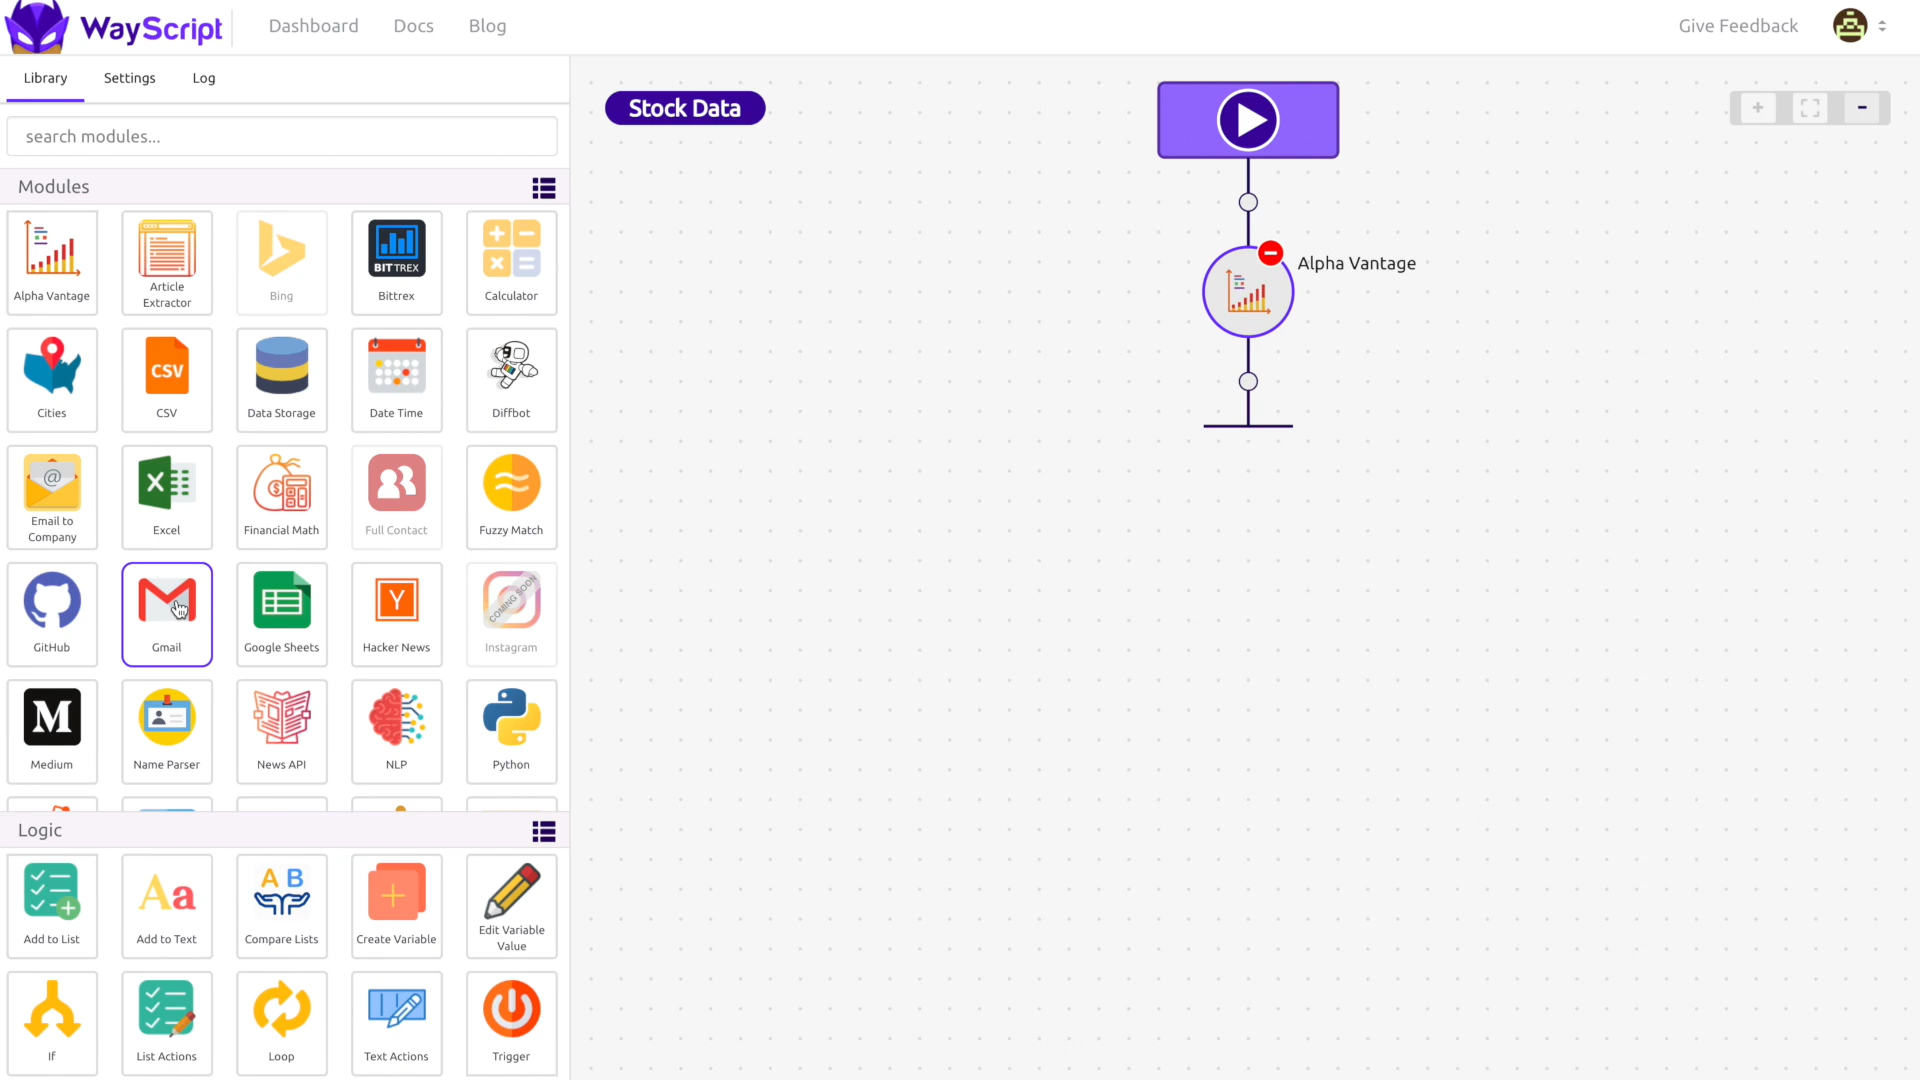 WayScript
Dashboard
Docs
Blog
Give Feedback
Library
Settings
Log
search modules...
Modules
Stock Data
Alpha Vantage
Alpha Vantage
Article
Extractor
Bing
BITTREX
Bittrex
Calculator
Cities
CSV
CSV
Data Storage
Date Time
Diffbot
@
Email to
Company
X
Excel
$
Financial Math
Full Contact
Fuzzy Match
GitHub
Gmail
Google Sheets
Y
Hacker News
COMING SOON
Instagram
M
Medium
Name Parser
News API
NLP
Python
Logic
Add to List
Aa
Add to Text
A B
Compare Lists
Create Variable
Edit Variable
Value
If
List Actions
Loop
Text Actions
Trigger